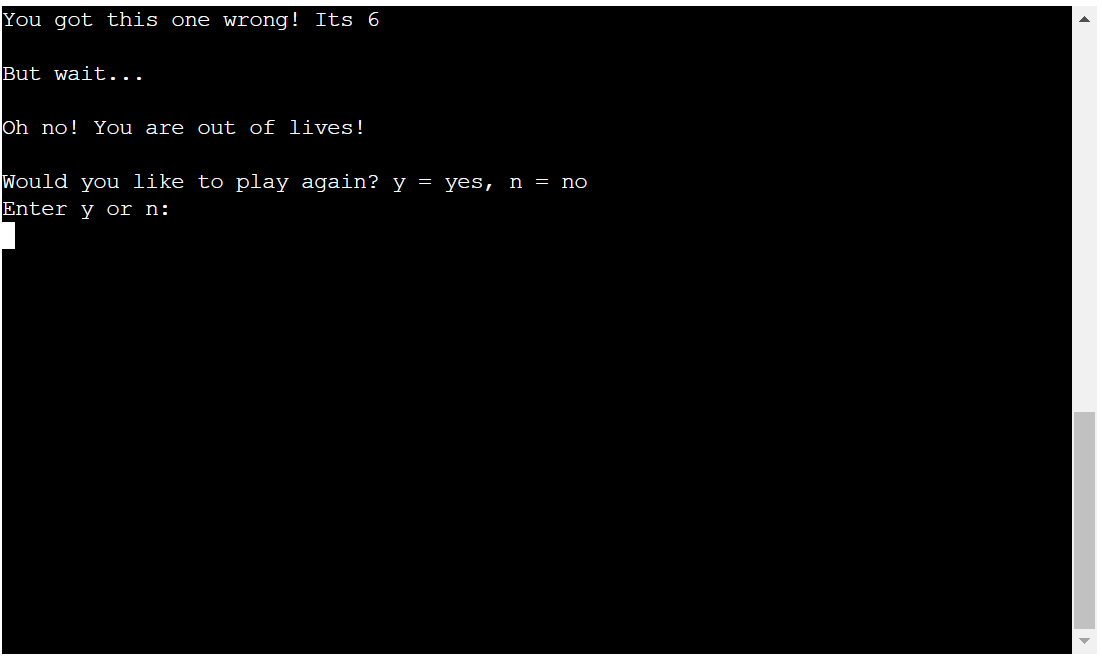 You got this one wrong! Its 6
But wait...
Oh no! You are out of lives!
Would you like to play again? y = yes, n = no
Enter y or n: